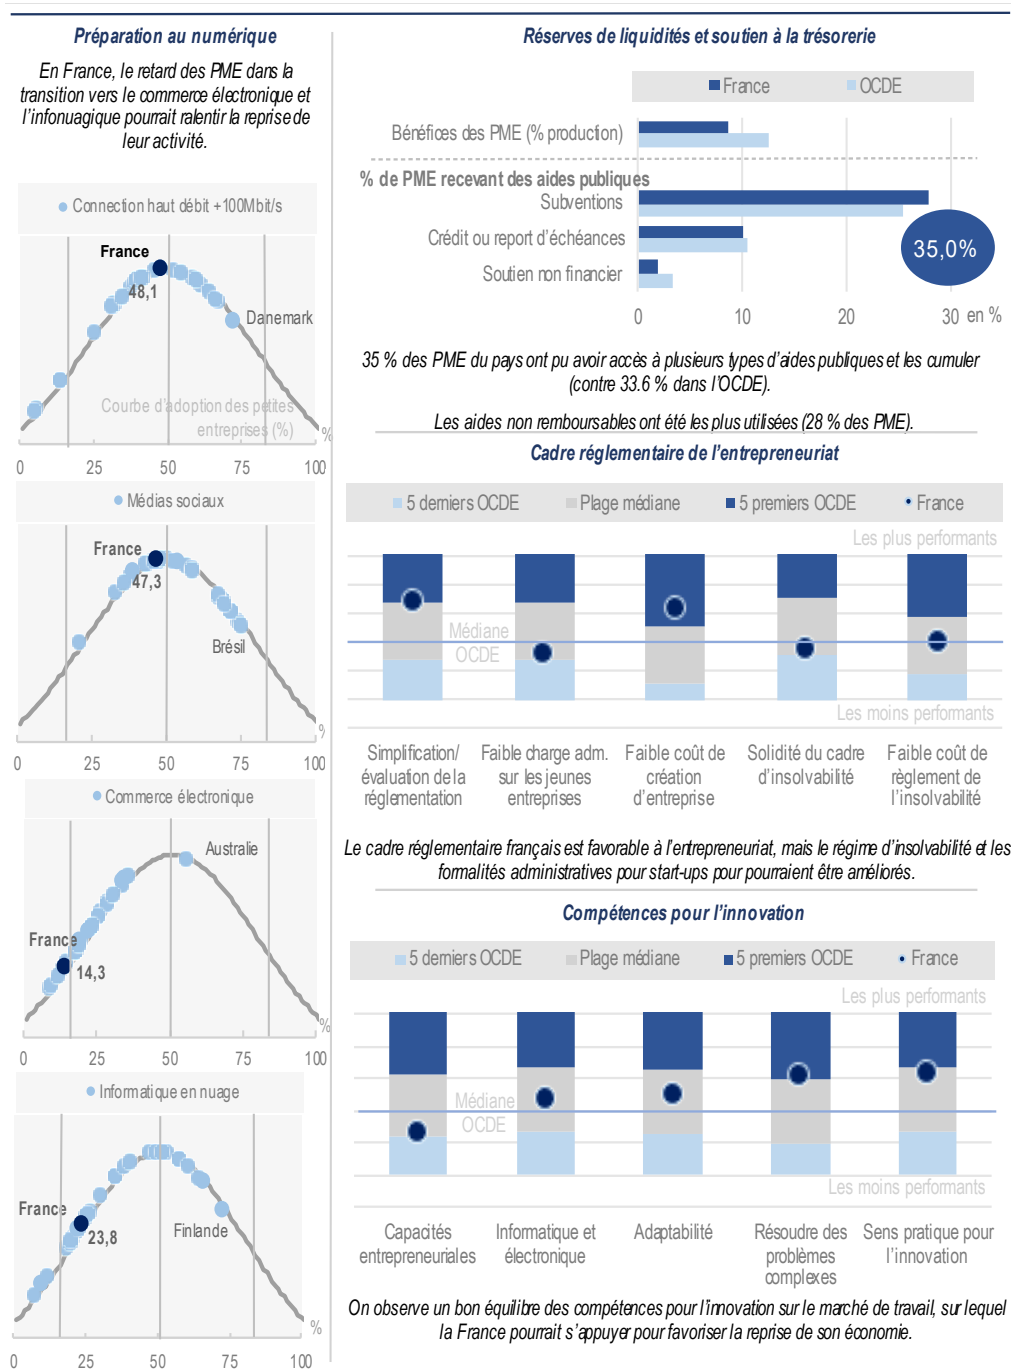 Préparation au numérique
En France, le retard des PME dans la
transition vers le commerce électronique et
l'infonuagique pourrait ralentir la reprise de
leur activité.
Connection haut débit +100Mbit/s
France
48,1
Danemark
Courbe d'adoption des petites
entreprises (%)
%
0 25 50 75 100
Médias sociaux
France
47,3
Brésil
%
0 25 50 75 100
Commerce électronique
Australie
France
14,3
%
0 25 50 75 100
Informatique en nuage
France
23,8
Finlande
%
0 25 50 75 100
Réserves de liquidités et soutien à la trésorerie
France OCDE
Bénéfices des PME (% production)
% de PME recevant des aides publiques
Subventions
Crédit ou report d'échéances
Soutien non financier
35,0%
0 10 20 30 en %
35 % des PME du pays ont pu avoir accès à plusieurs types d'aides publiques et les cumuler
(contre 33.6 % dans l'OCDE).
Les aides non remboursables ont été les plus utilisées (28 % des PME).
Cadre réglementaire de l'entrepreneuriat
5 derniers OCDE Plage médiane 5 premiers OCDE France
Les plus performants
Médiane
OCDE
Les moins performants
Simplification/
évaluation de la
réglementation
Faible charge adm.
sur les jeunes
entreprises
Faible coût de
création
d'entreprise
Solidité du cadre
d'insolvabilité
Faible coût de
règlement de
l'insolvabilité
Le cadre réglementaire français est favorable à l'entrepreneuriat, mais le régime d'insolvabilité et les
formalités administratives pour start-ups pour pourraient être améliorés.
Compétences pour l'innovation
5 derniers OCDE Plage médiane 5 premiers OCDE France
Les plus performants
Médiane
OCDE
Les moins performants
Capacités
entrepreneuriales
Informatique et
électronique
Adaptabilité
Résoudre des
problèmes
complexes
Sens pratique pour
l'innovation
On observe un bon équilibre des compétences pour l'innovation sur le marché de travail, sur lequel
la France pourrait s'appuyer pour favoriser la reprise de son économie.